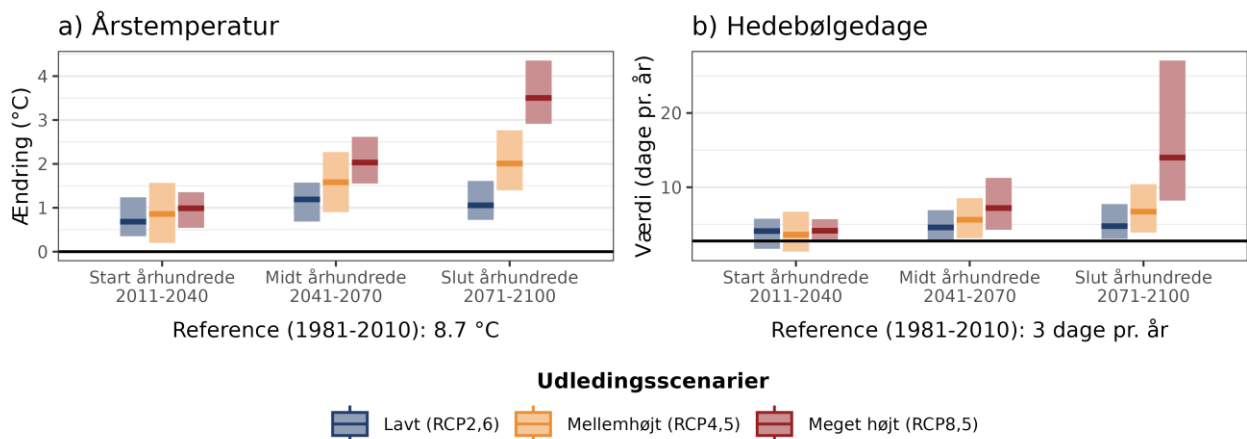 a) Årstemperatur
Ændring (°C)
4
3
2
1
0
Start århundrede
2011-2040
Midt århundrede
2041-2070
Slut århundrede
2071-2100
Reference (1981-2010): 8.7 °C
b) Hedebølgedage
Værdi (dage pr. år)
20
10
Start århundrede
2011-2040
Midt århundrede
2041-2070
Slut århundrede
2071-2100
Reference (1981-2010): 3 dage pr. år
Udledingsscenarier
Lavt (RCP2,6)
Mellemhøjt (RCP4,5)
Meget højt (RCP8,5)